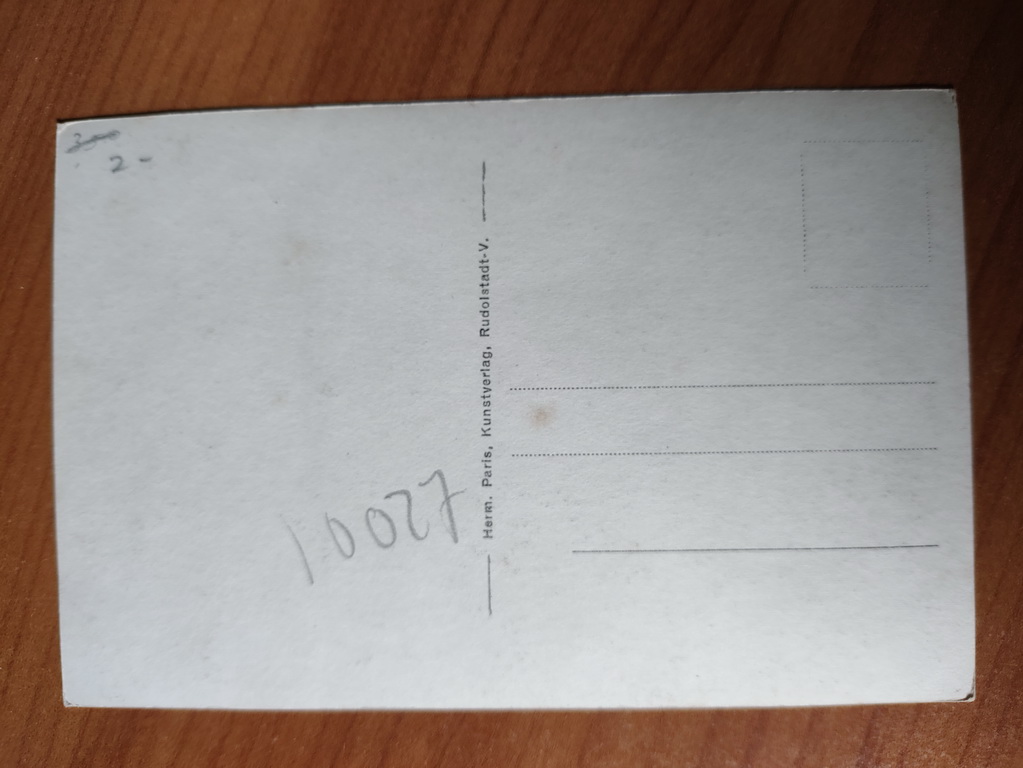 2 -
Herm. Paris, Kunstverlag, Rudolstadt-V.
10027